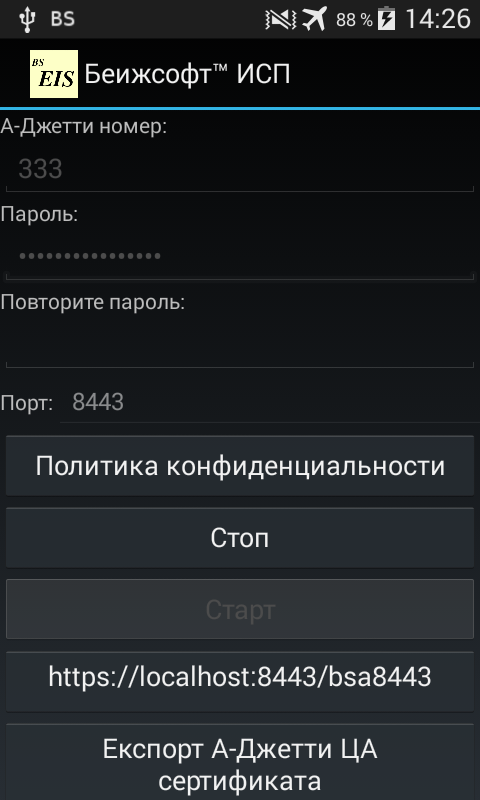 BS 88 % 14:26
BS EIS Беижсофт™ ИСП
А-Джетти номер:
333
Пароль:
••••••••••••••••
Повторите пароль:
Порт: 8443
Политика конфиденциальности
Стоп
Старт
https://localhost:8443/bsa8443
Експорт А-Джетти ЦА
сертификата